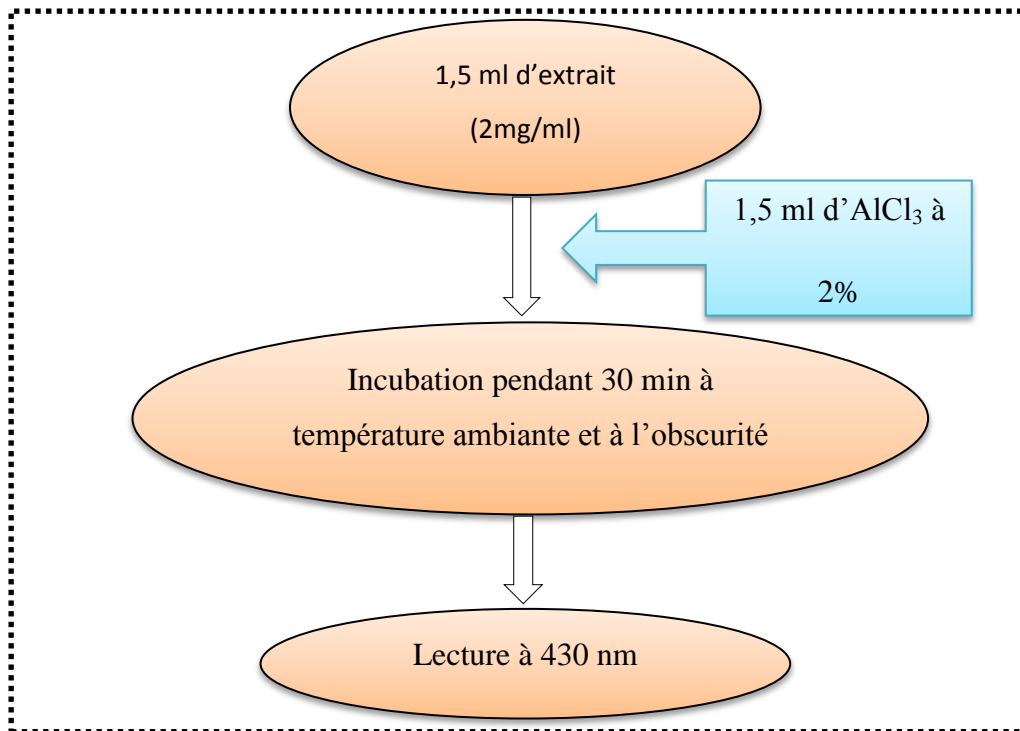 1,5 ml d’extrait
(2mg/ml)
1,5 ml d’AlCl₃ à
2%
Incubation pendant 30 min à
température ambiante et à l’obscurité
Lecture à 430 nm